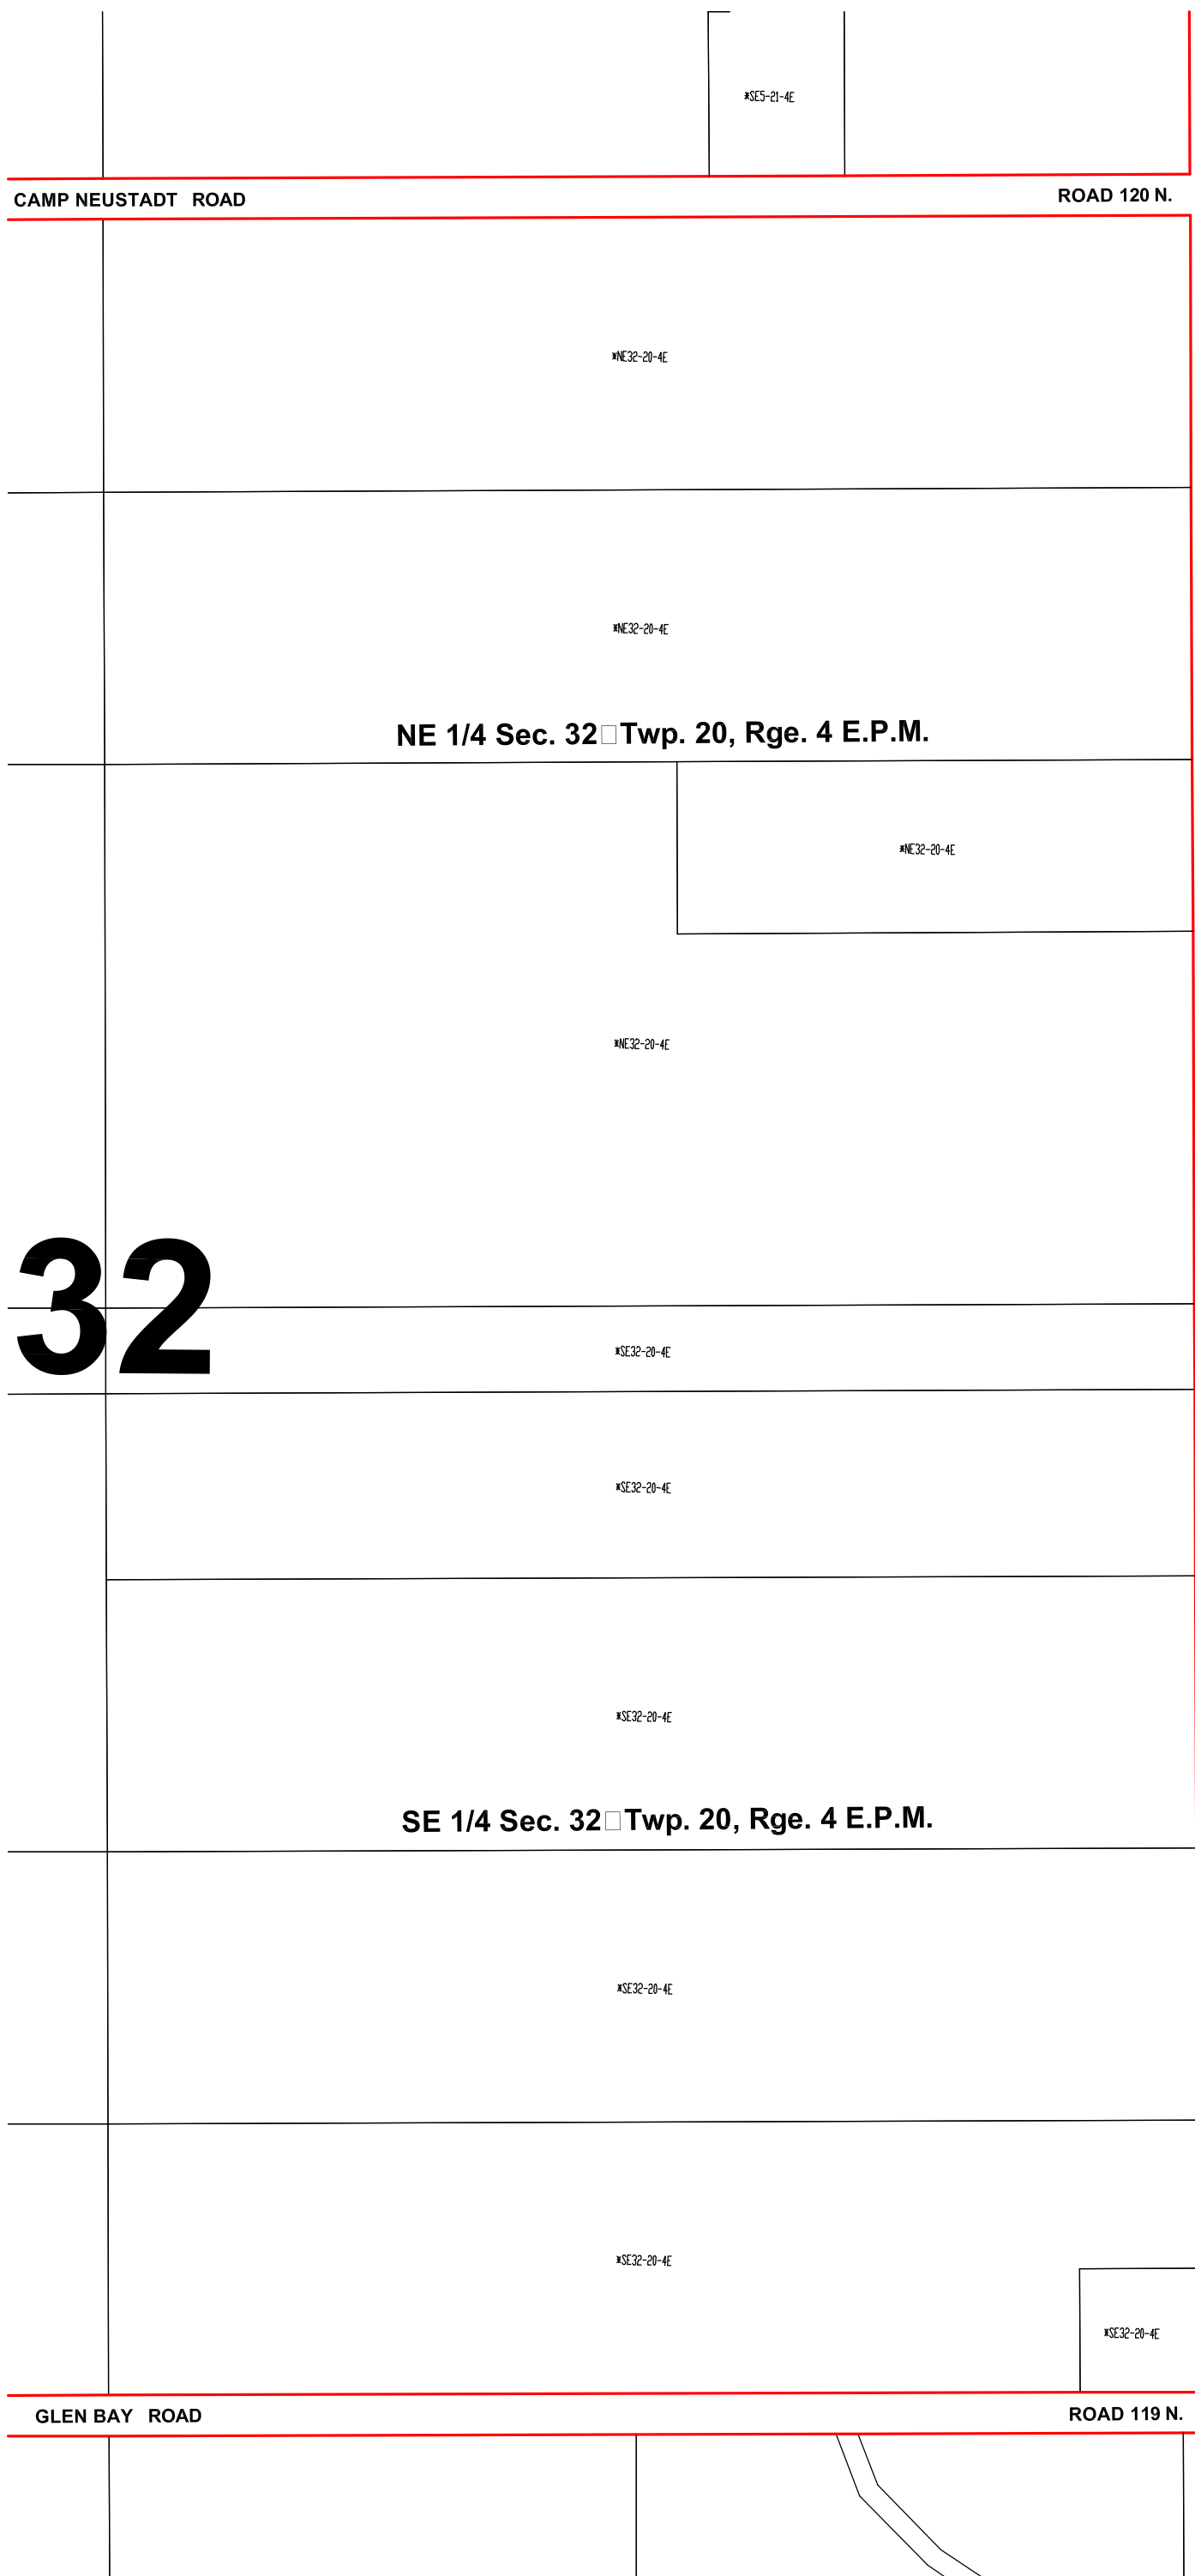 *SE5-21-4E
CAMP NEUSTADT ROAD
ROAD 120 N.
*NE32-20-4E
*NE32-20-4E
NE 1/4 Sec. 32□Twp. 20, Rge. 4 E.P.M.
*NE32-20-4E
*NE32-20-4E
32
*SE32-20-4E
*SE32-20-4E
*SE32-20-4E
SE 1/4 Sec. 32□Twp. 20, Rge. 4 E.P.M.
*SE32-20-4E
*SE32-20-4E
*SE32-20-4E
GLEN BAY ROAD
ROAD 119 N.